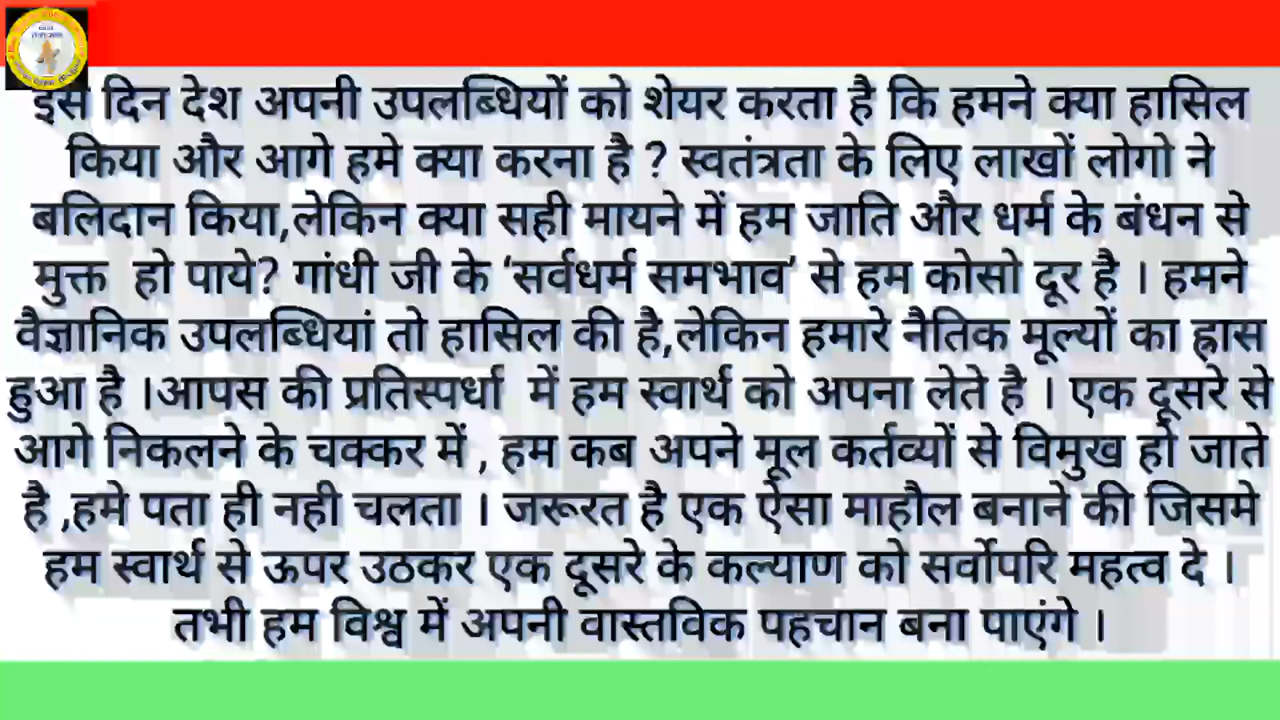 इस दिन देश अपनी उपलब्धियों को शेयर करता है कि हमने क्या हासिल
किया और आगे हमे क्या करना है ? स्वतंत्रता के लिए लाखों लोगो ने
बलिदान किया,लेकिन क्या सही मायने में हम जाति और धर्म के बंधन से
मुक्त हो पाये? गांधी जी के ‘सर्वधर्म समभाव’ से हम कोसो दूर है । हमने
वैज्ञानिक उपलब्धियां तो हासिल की है,लेकिन हमारे नैतिक मूल्यों का ह्रास
हुआ है ।आपस की प्रतिस्पर्धा में हम स्वार्थ को अपना लेते है । एक दूसरे से
आगे निकलने के चक्कर में , हम कब अपने मूल कर्तव्यों से विमुख हो जाते
है ,हमे पता ही नही चलता । जरूरत है एक ऐसा माहौल बनाने की जिसमे
हम स्वार्थ से ऊपर उठकर एक दूसरे के कल्याण को सर्वोपरि महत्व दे ।
तभी हम विश्व में अपनी वास्तविक पहचान बना पाएंगे ।